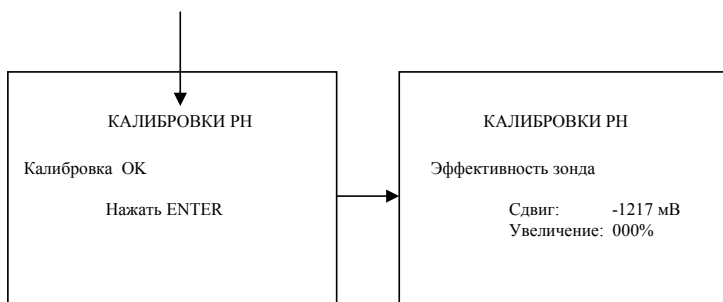 КАЛИБРОВКИ PH
Калибровка OK
Нажать ENTER
КАЛИБРОВКИ PH
Эффективность зонда
Сдвиг: -1217 мВ
Увеличение: 000%